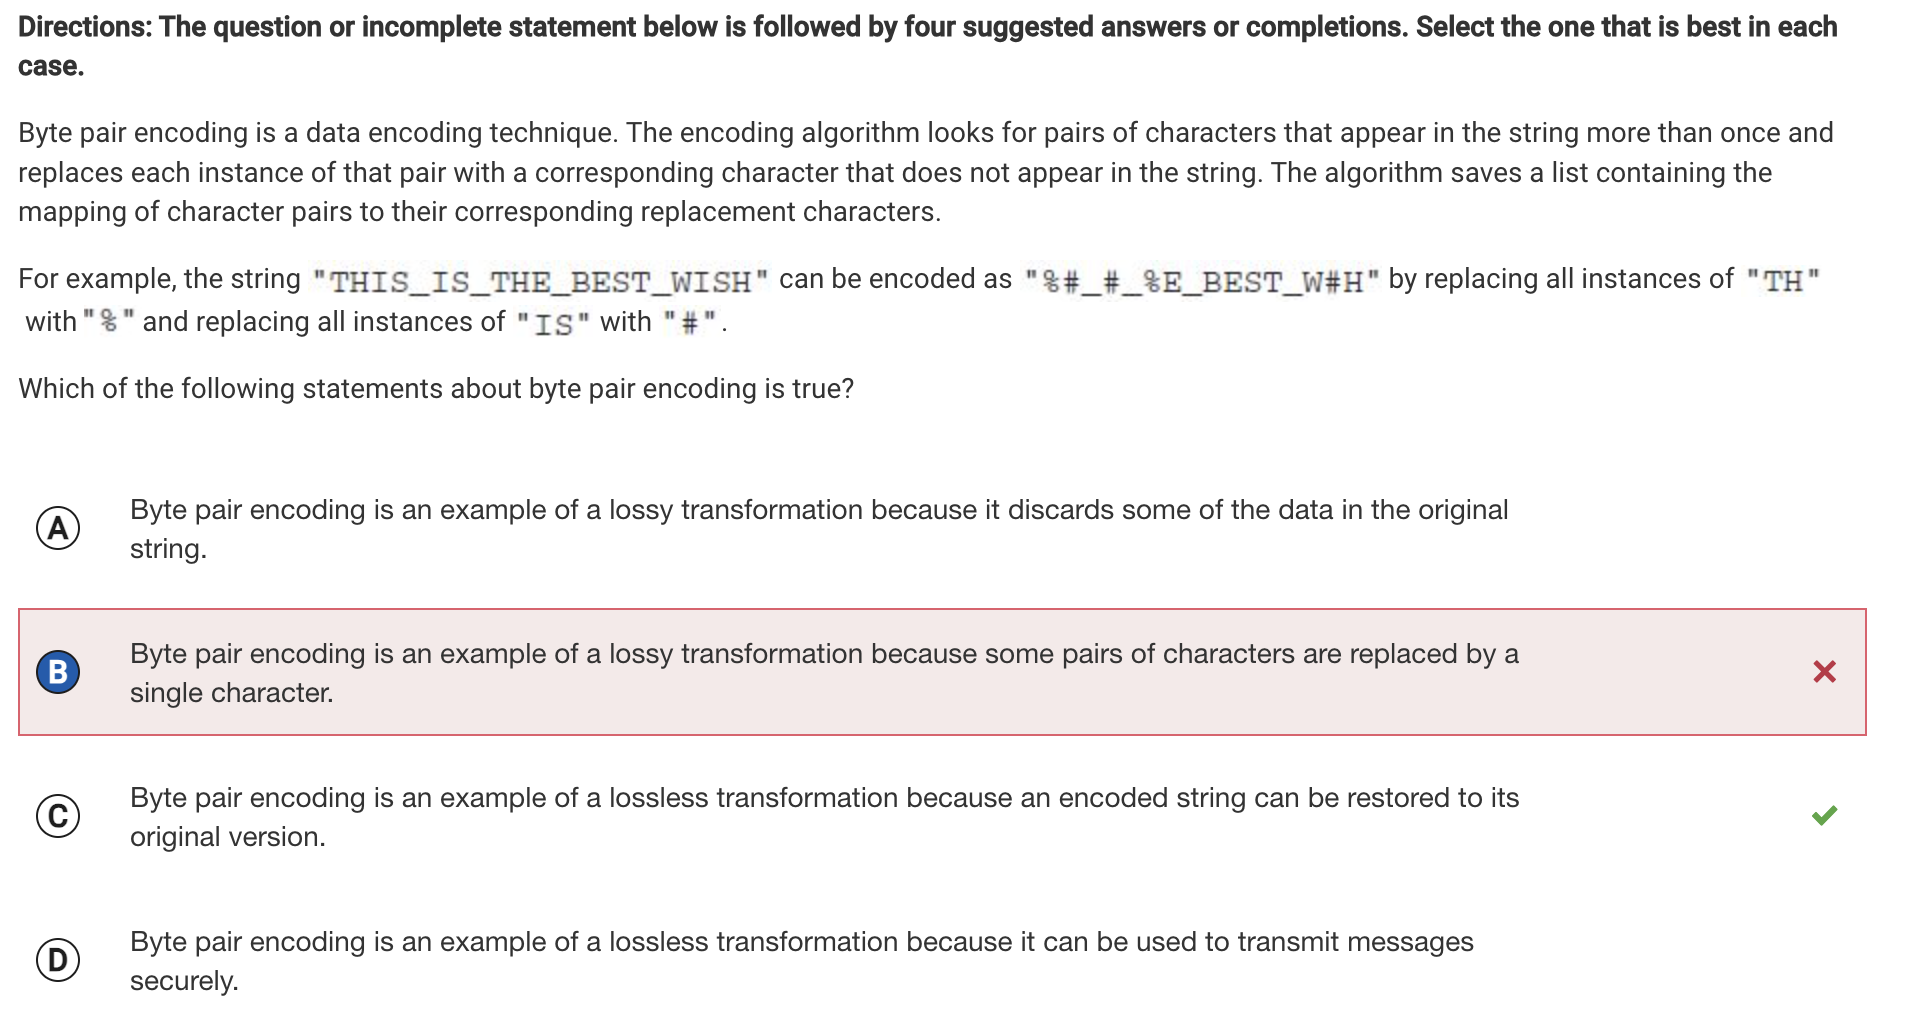 Directions: The question or incomplete statement below is followed by four suggested answers or completions. Select the one that is best in each
case.
Byte pair encoding is a data encoding technique. The encoding algorithm looks for pairs of characters that appear in the string more than once and
replaces each instance of that pair with a corresponding character that does not appear in the string. The algorithm saves a list containing the
mapping of character pairs to their corresponding replacement characters.
For example, the string "THIS_IS_THE_BEST_WISH" can be encoded as "%#_#_%E_BEST_W#H" by replacing all instances of "TH"
with "%" and replacing all instances of "IS" with "#".
Which of the following statements about byte pair encoding is true?
A Byte pair encoding is an example of a lossy transformation because it discards some of the data in the original
string.
B Byte pair encoding is an example of a lossy transformation because some pairs of characters are replaced by a
single character.
C Byte pair encoding is an example of a lossless transformation because an encoded string can be restored to its
original version.
D Byte pair encoding is an example of a lossless transformation because it can be used to transmit messages
securely.